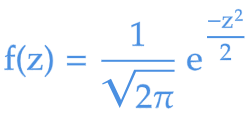 f(z) = 1/√2π e^(-z²/2)